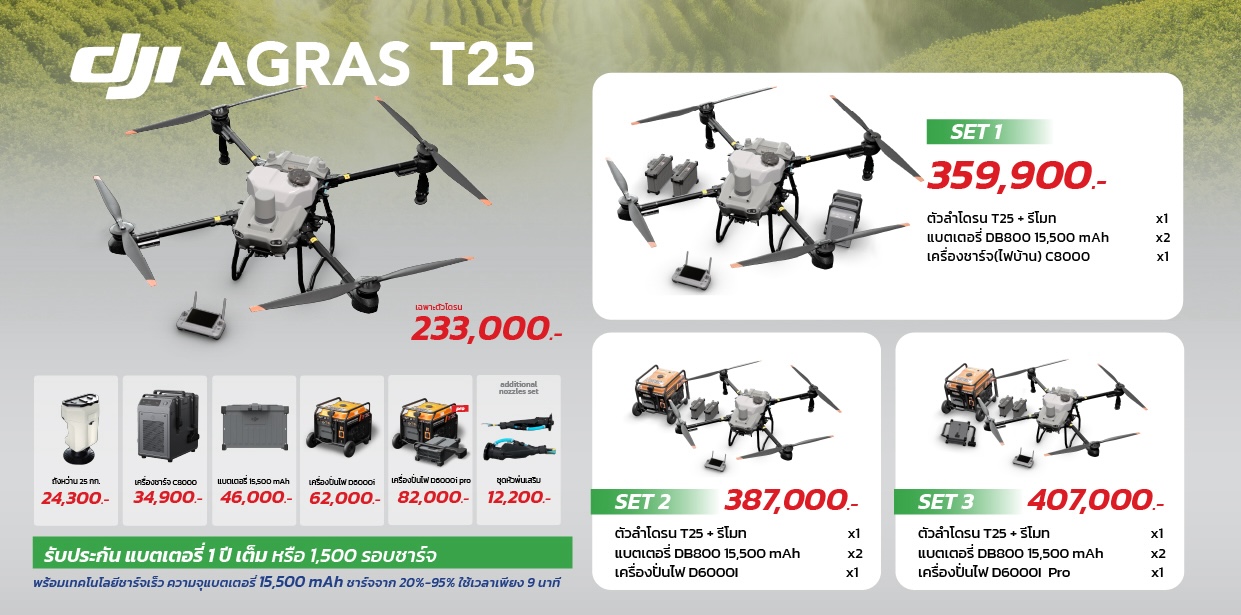 dji AGRAS T25
เฉพาะตัวโดรน
233,000.-
additional
nozzles set
ถังหว่าน 25 กก.
24,300.-
เครื่องชาร์จ C8000
34,900.-
แบตเตอรี่ 15,500 mAh
46,000.-
เครื่องปั่นไฟ D6000i
62,000.-
pro
เครื่องปั่นไฟ D6000i pro
82,000.-
ชุดหัวพ่นเสริม
12,200.-
รับประกัน แบตเตอรี่ 1 ปี เต็ม หรือ 1,500 รอบชาร์จ
พร้อมเทคโนโลยีชาร์จเร็ว ความจุแบตเตอรี่ 15,500 mAh ชาร์จจาก 20%-95% ใช้เวลาเพียง 9 นาที
SET 1
359,900.-
ตัวลำโดรน T25 + รีโมท x1
แบตเตอรี่ DB800 15,500 mAh x2
เครื่องชาร์จ(ไฟบ้าน) C8000 x1
SET 2 387,000.-
ตัวลำโดรน T25 + รีโมท x1
แบตเตอรี่ DB800 15,500 mAh x2
เครื่องปั่นไฟ D6000I x1
SET 3 407,000.-
ตัวลำโดรน T25 + รีโมท x1
แบตเตอรี่ DB800 15,500 mAh x2
เครื่องปั่นไฟ D6000I Pro x1